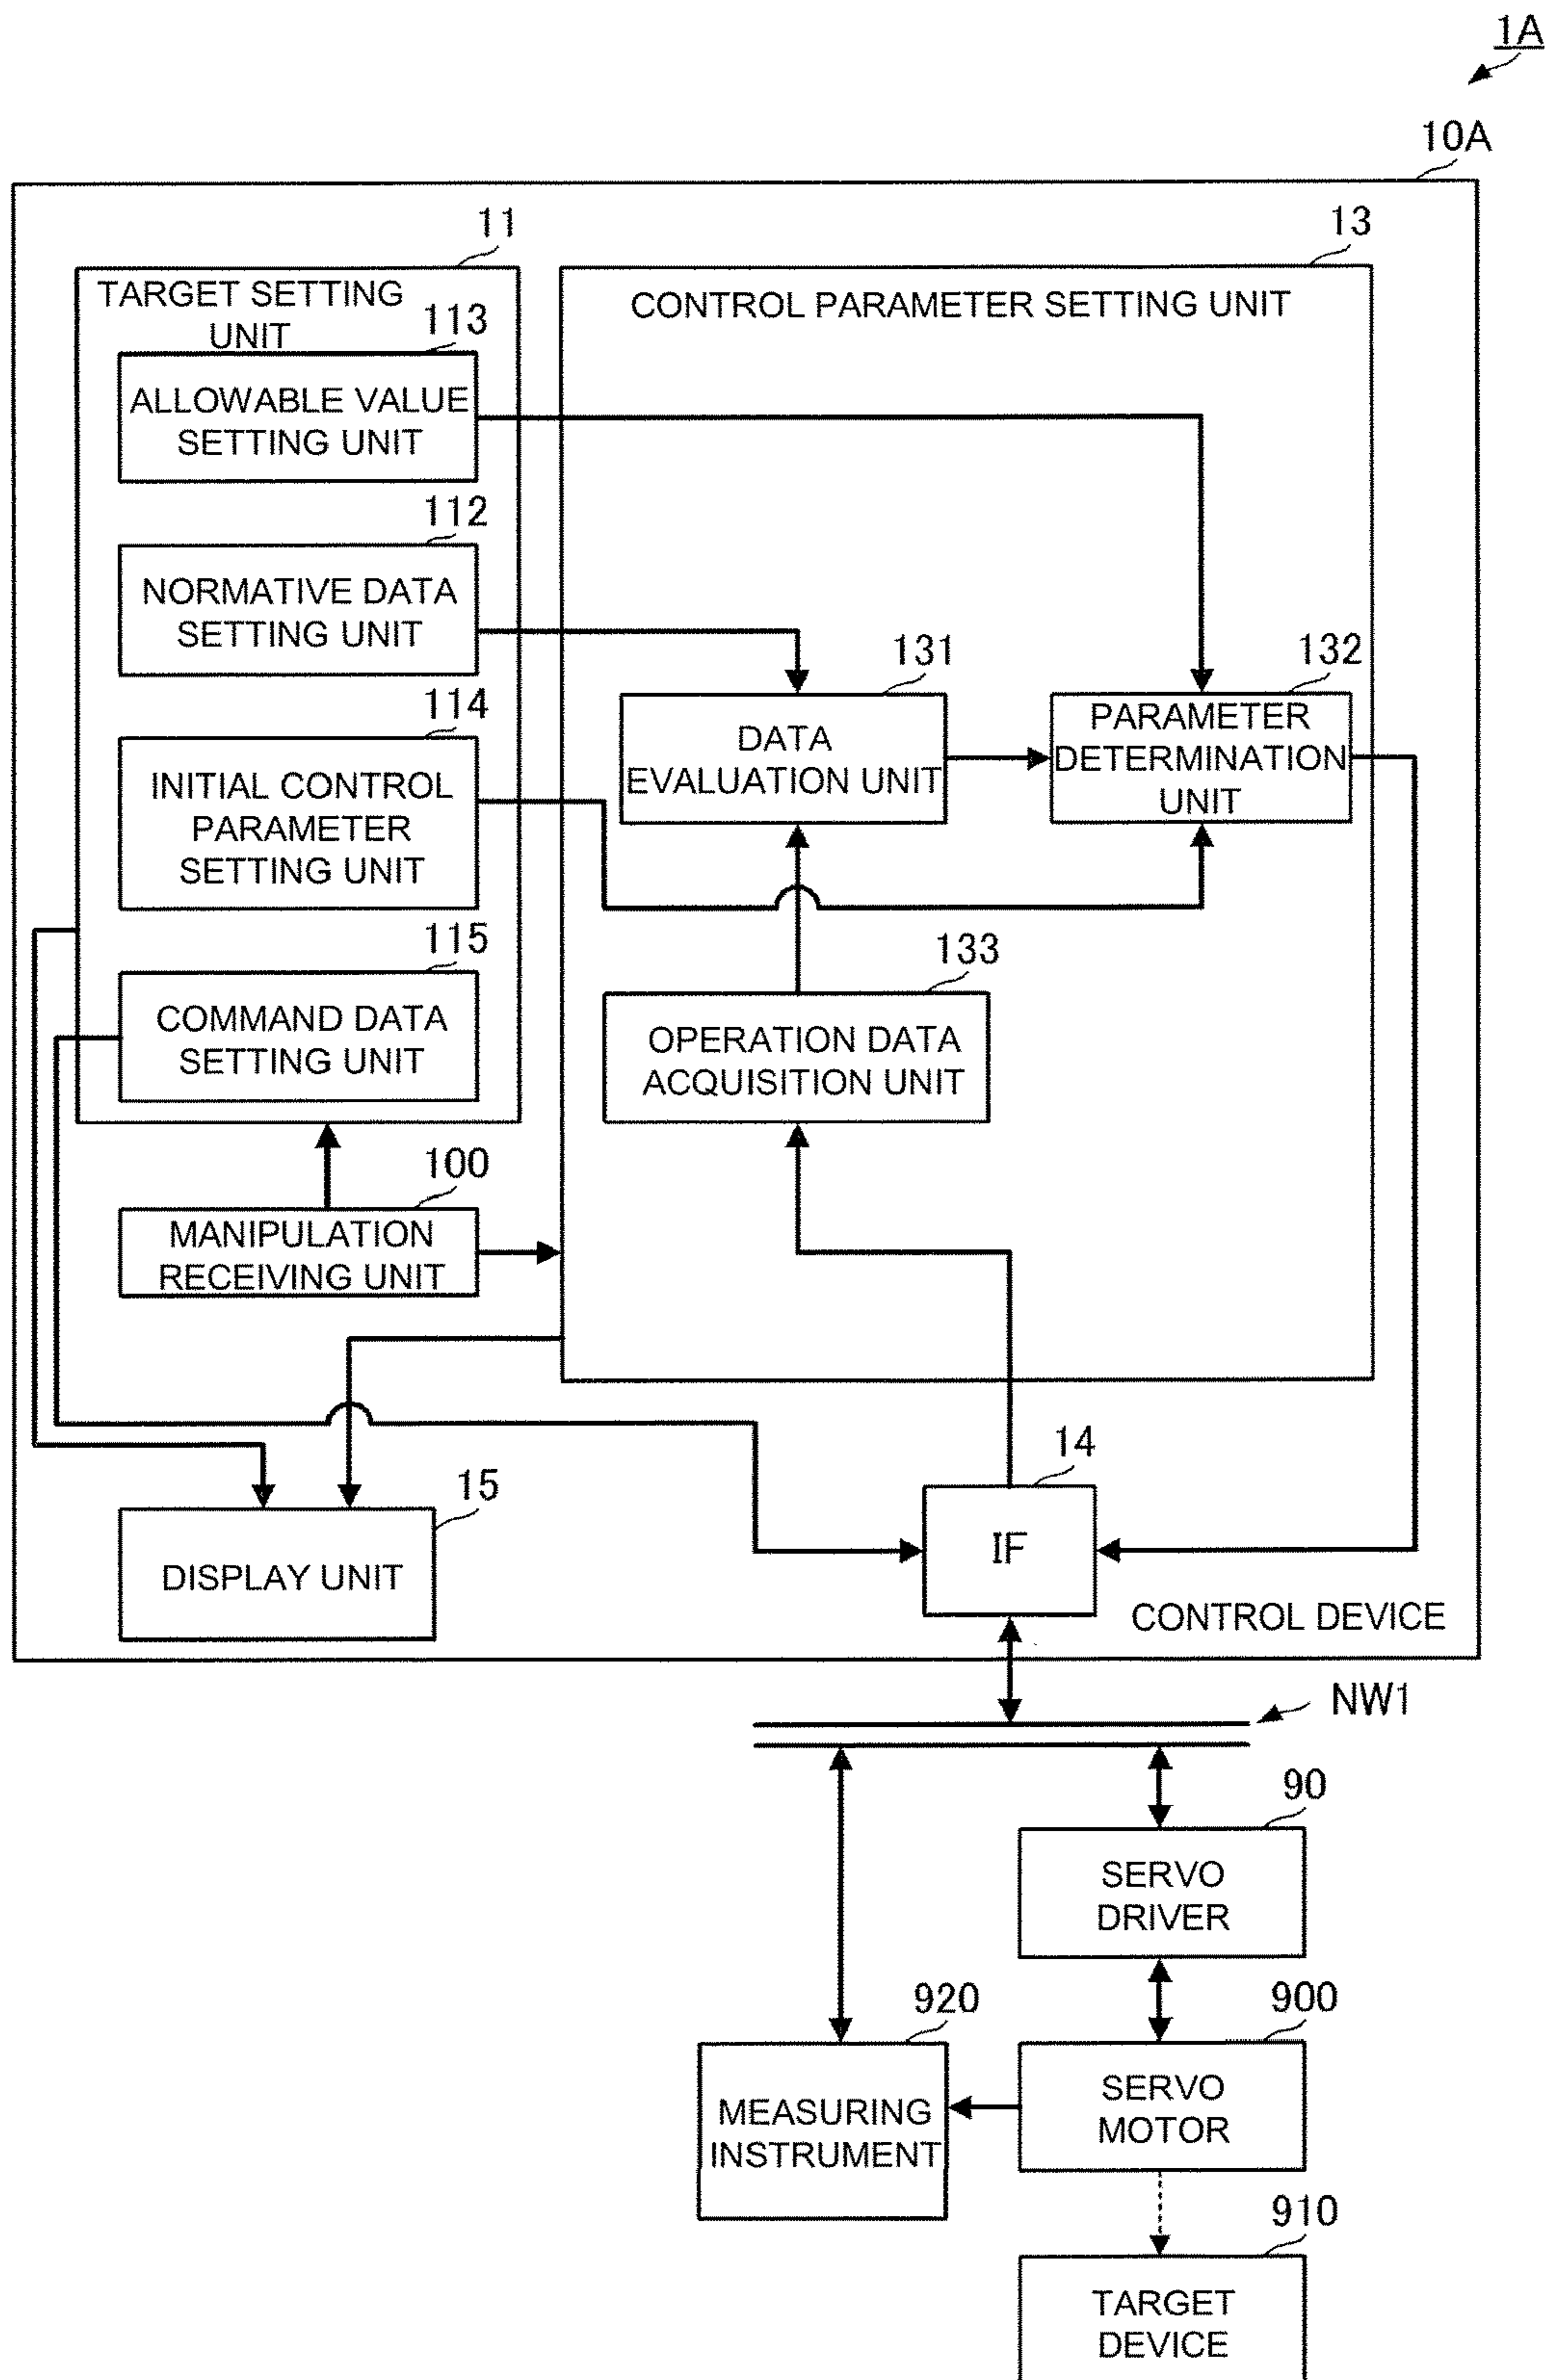 1A
10A
11
13
TARGET SETTING
UNIT
CONTROL PARAMETER SETTING UNIT
113
ALLOWABLE VALUE
SETTING UNIT
112
NORMATIVE DATA
SETTING UNIT
131
132
114
DATA
EVALUATION UNIT
PARAMETER
DETERMINATION
UNIT
INITIAL CONTROL
PARAMETER
SETTING UNIT
115
133
COMMAND DATA
SETTING UNIT
OPERATION DATA
ACQUISITION UNIT
100
MANIPULATION
RECEIVING UNIT
14
15
IF
DISPLAY UNIT
CONTROL DEVICE
NW1
90
SERVO
DRIVER
920
900
MEASURING
INSTRUMENT
SERVO
MOTOR
910
TARGET
DEVICE